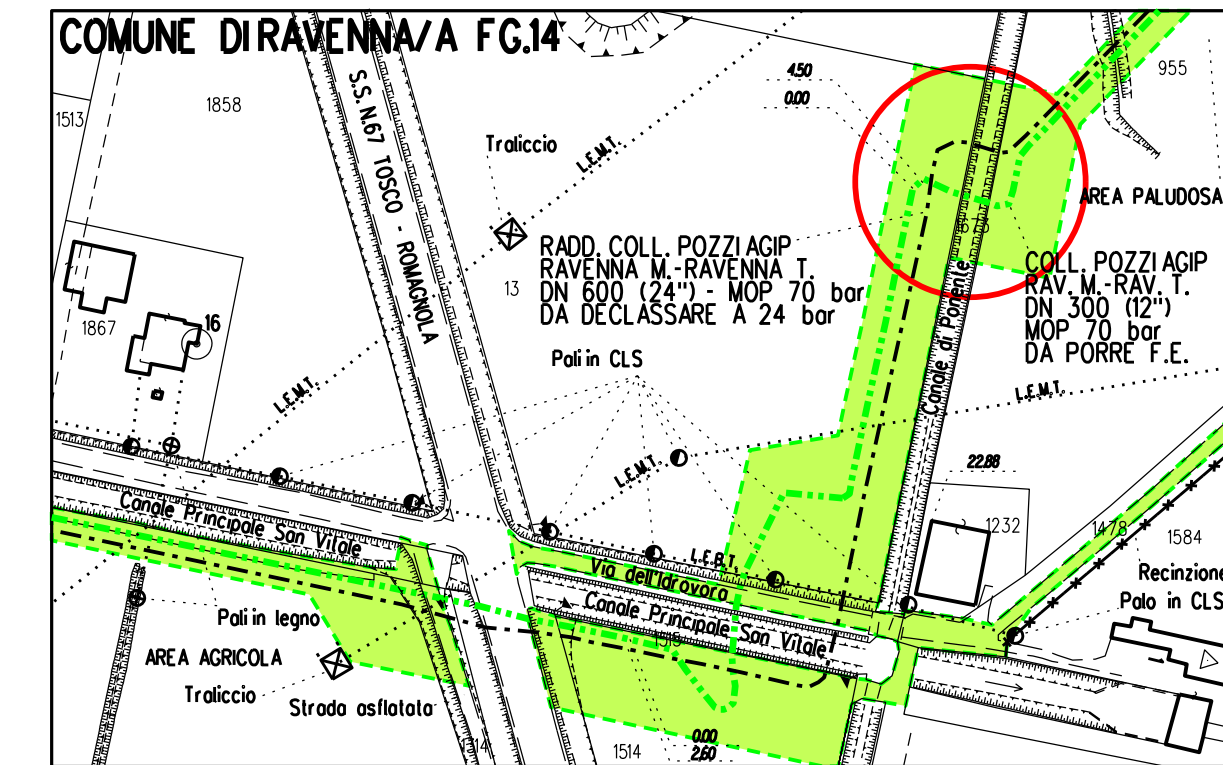 COMUNE DI RAVENNA/A FG.14
1513
1858
S.S. N.67 TOSCO - ROMAGNOLA
Traliccio
L.E.M.T.
4.50
0.00
955
AREA PALUDOSA
13
RADD. COLL. POZZI AGIP
RAVENNA M.-RAVENNA T.
DN 600 (24") - MOP 70 bar
DA DECLASSARE A 24 bar
COLL. POZZI AGIP
RAV. M.-RAV. T.
DN 300 (12")
MOP 70 bar
DA PORRE F.E.
1867
16
Pali in CLS
Canale di Ponente
L.E.M.T.
L.E.M.T.
L.E.M.T.
22.88
1232
1478
1584
Canale Principale San Vitale
L.E.B.T.
Via dell'Idrovora
Canale Principale San Vitale
Recinzione
Palo in CLS
Pali in legno
AREA AGRICOLA
Traliccio
Strada asflatata
1314
1514
0.00
2.60